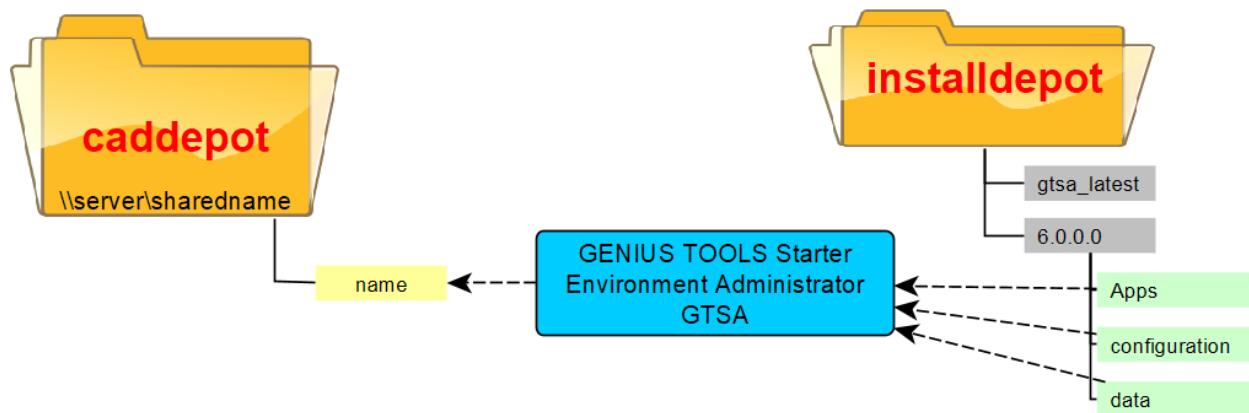 caddepot
\\server\sharedname
name
GENIUS TOOLS Starter
Environment Administrator
GTSA
installdepot
gtsa_latest
6.0.0.0
Apps
configuration
data